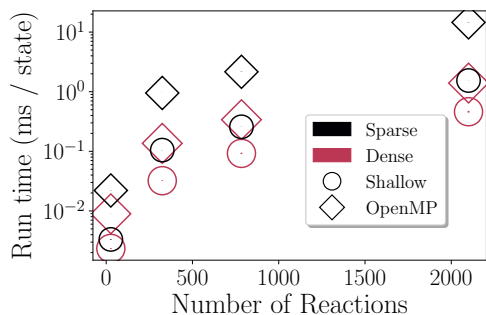 Run time (ms / state)
10^1
10^0
10^{-1}
10^{-2}
Sparse
Dense
Shallow
OpenMP
0 500 1000 1500 2000
Number of Reactions